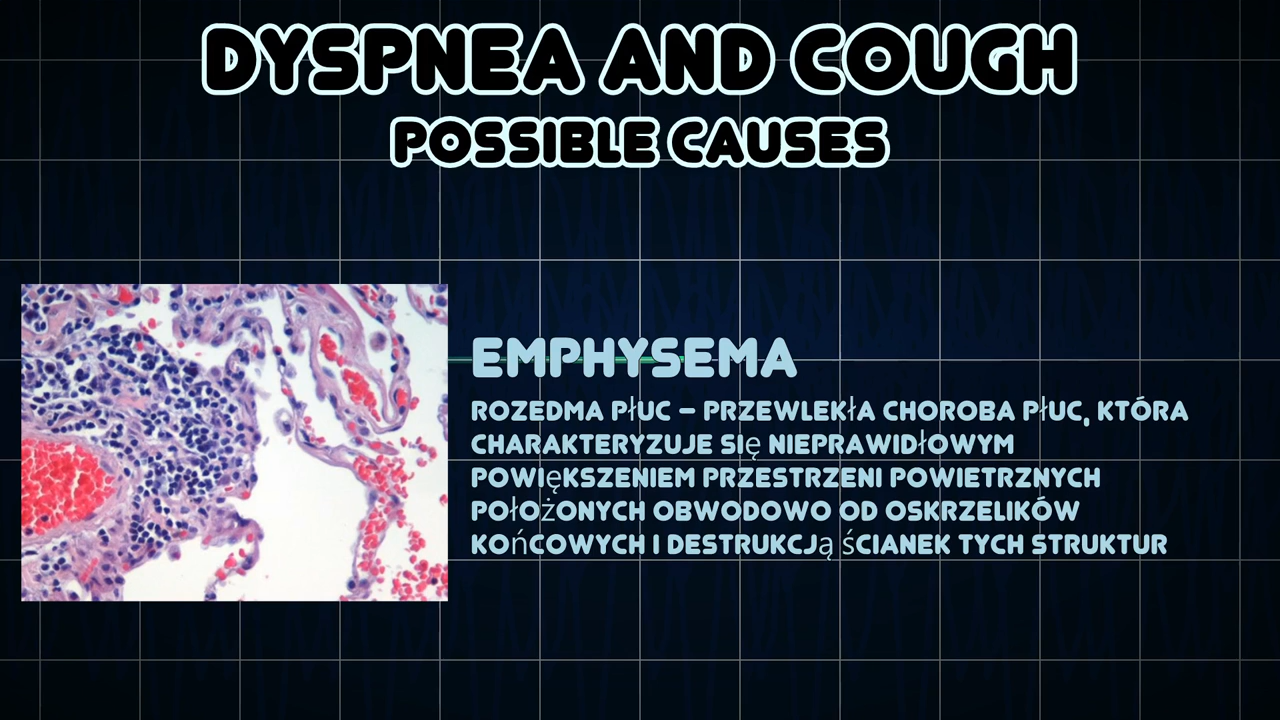 DYSPNEA AND COUGH
POSSIBLE CAUSES
EMPHYSEMA
ROZEDMA PłUC – PRZEWLEKłA CHOROBA PłUC, KTÓRA
CHARAKTERYZUJE SIę NIEPRAWIDłOWYM
POWIęKSZENIEM PRZESTRZENI POWIETRZNYCH
POłOżONYCH OBWODOWO OD OSKRZELIKÓW
KOńCOWYCH I DESTRUKCJą śCIANEK TYCH STRUKTUR